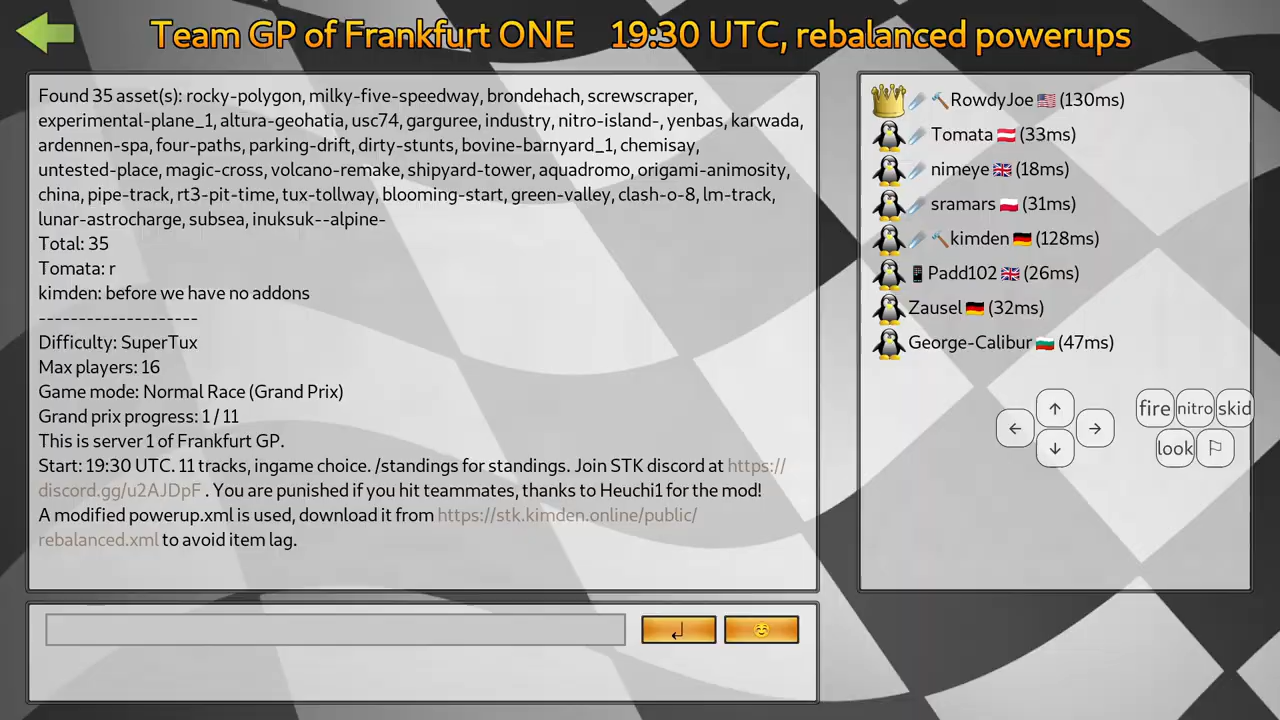 Team GP of Frankfurt ONE 19:30 UTC, rebalanced powerups
Found 35 asset(s): rocky-polygon, milky-five-speedway, brondehach, screwscraper,
experimental-plane_1, altura-geohatia, usc74, garguree, industry, nitro-island-, yenbas, karwada,
ardennen-spa, four-paths, parking-drift, dirty-stunts, bovine-barnyard_1, chemisay,
untested-place, magic-cross, volcano-remake, shipyard-tower, aquadromo, origami-animosity,
china, pipe-track, rt3-pit-time, tux-tollway, blooming-start, green-valley, clash-o-8, lm-track,
lunar-astrocharge, subsea, inuksuk--alpine-
Total: 35
Tomata: r
kimden: before we have no addons
--------------------
Difficulty: SuperTux
Max players: 16
Game mode: Normal Race (Grand Prix)
Grand prix progress: 1 / 11
This is server 1 of Frankfurt GP.
Start: 19:30 UTC. 11 tracks, ingame choice. /standings for standings. Join STK discord at https://
discord.gg/u2AJDpF . You are punished if you hit teammates, thanks to Heuchi1 for the mod!
A modified powerup.xml is used, download it from https://stk.kimden.online/public/
rebalanced.xml to avoid item lag.
RowdyJoe (130ms)
Tomata (33ms)
nimeye (18ms)
sramars (31ms)
kimden (128ms)
Padd102 (26ms)
Zausel (32ms)
George-Calibur (47ms)
fire nitro skid
look